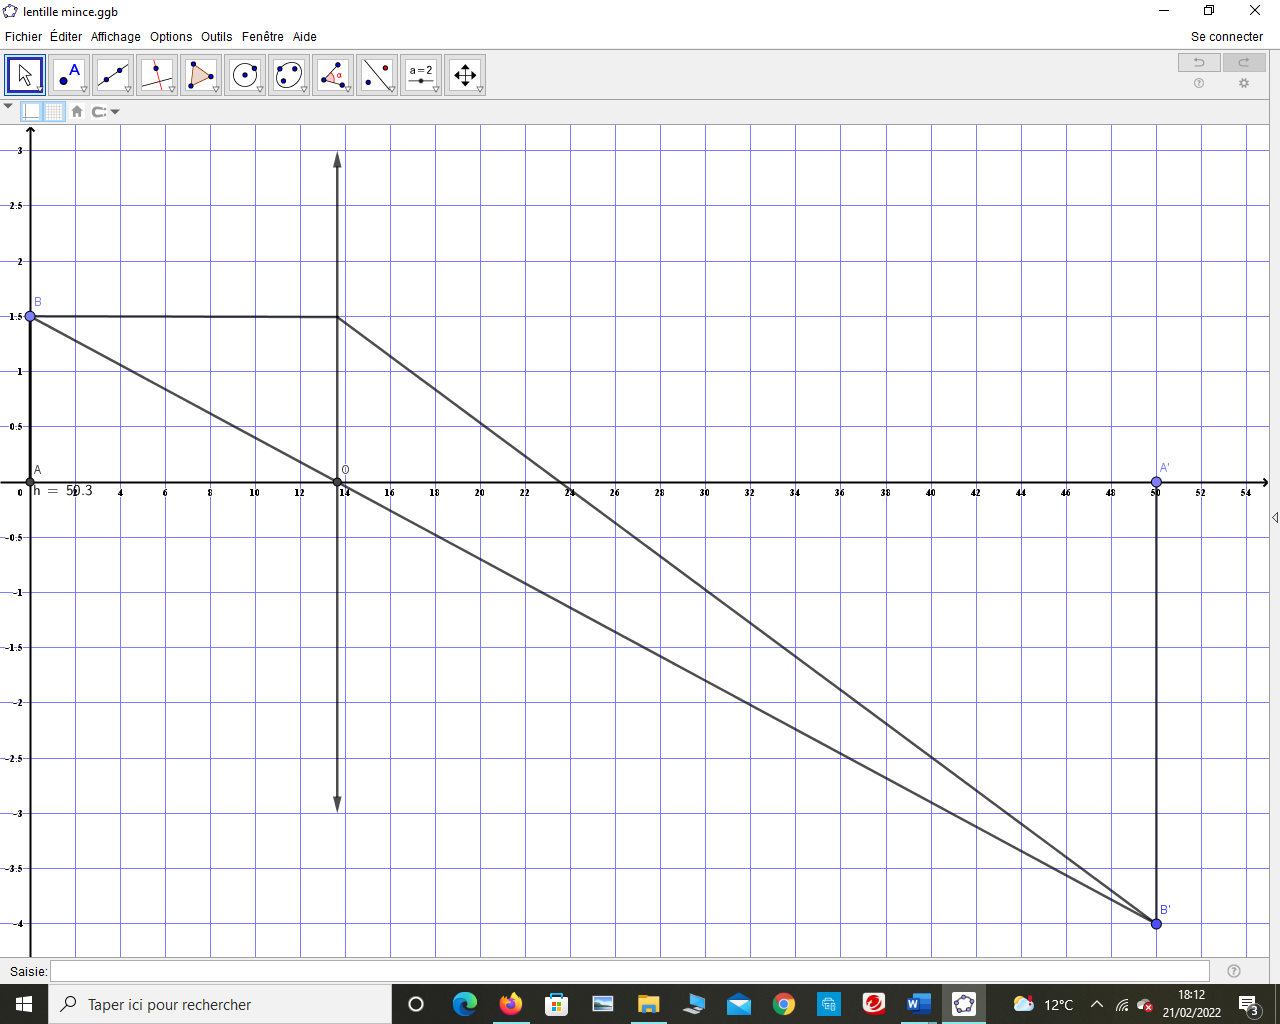 lentille mince.ggb
Fichier Éditer Affichage Options Outils Fenêtre Aide
Se connecter
A α a = 2
3
2.5
2
B
1.5
1
0.5
A O A'
h = 50.3
0 2 4 6 8 10 12 14 16 18 20 22 24 26 28 30 32 34 36 38 40 42 44 46 48 50 52 54
-0.5
-1
-1.5
-2
-2.5
-3
-3.5
B'
-4
Saisie:
Taper ici pour rechercher
12°C
18:12
21/02/2022
3